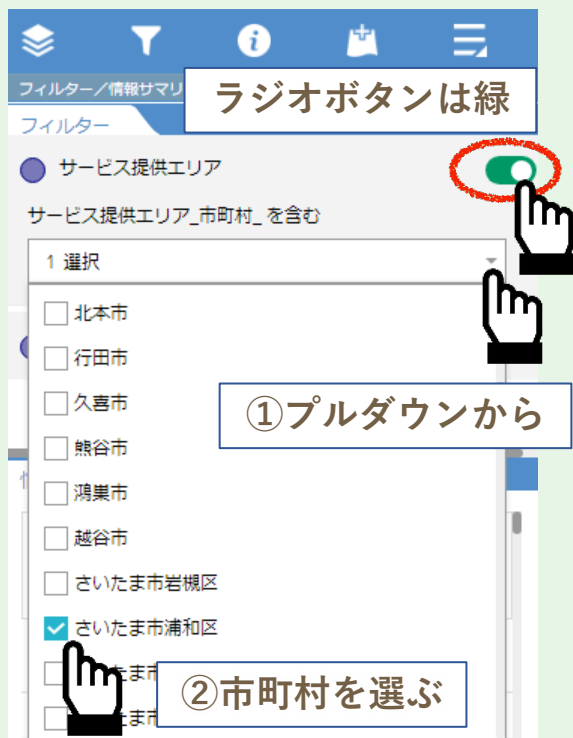 フィルター／情報サマリ
ラジオボタンは緑
フィルター
サービス提供エリア
サービス提供エリア_市町村_を含む
1 選択
北本市
行田市
久喜市
①プルダウンから
熊谷市
鴻巣市
越谷市
さいたま市岩槻区
さいたま市浦和区
②市町村を選ぶ